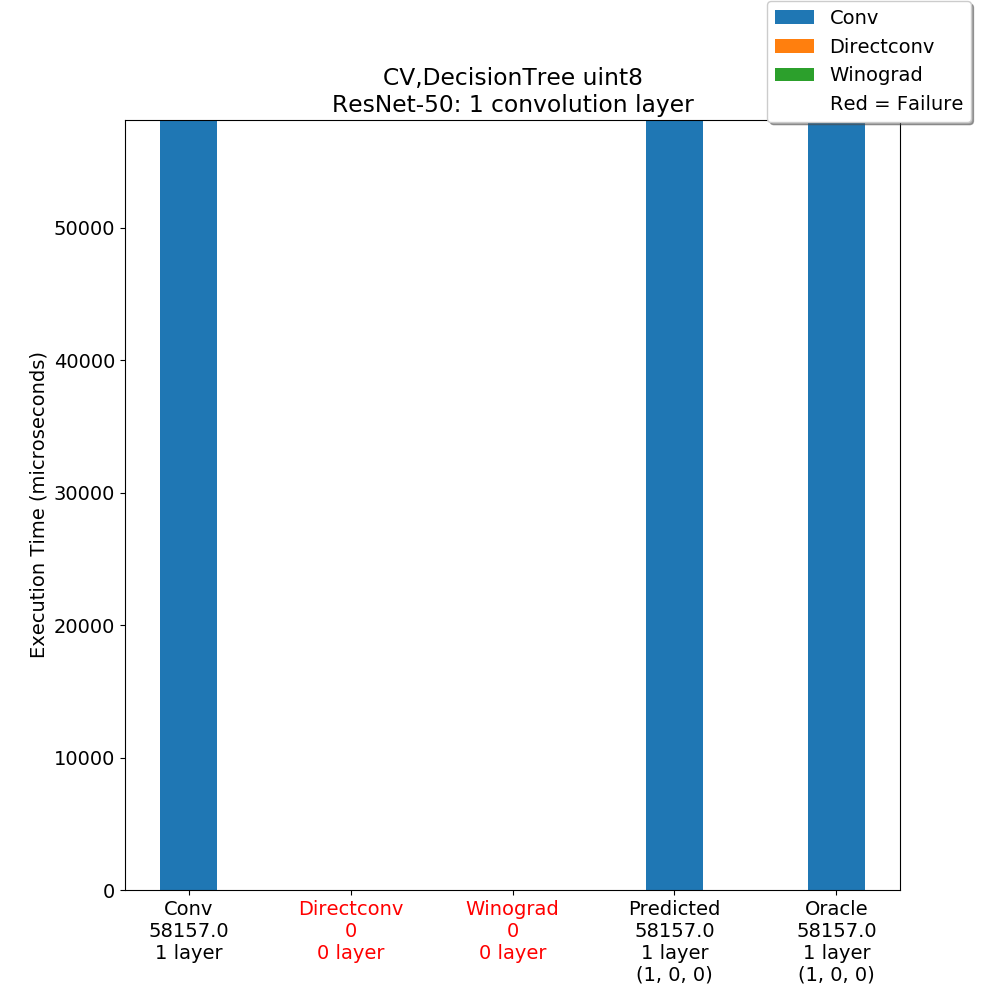 Conv
Directconv
Winograd
Red = Failure
CV,DecisionTree uint8
ResNet-50: 1 convolution layer
Execution Time (microseconds)
50000
40000
30000
20000
10000
0
Conv
58157.0
1 layer
Directconv
0
0 layer
Winograd
0
0 layer
Predicted
58157.0
1 layer
(1, 0, 0)
Oracle
58157.0
1 layer
(1, 0, 0)